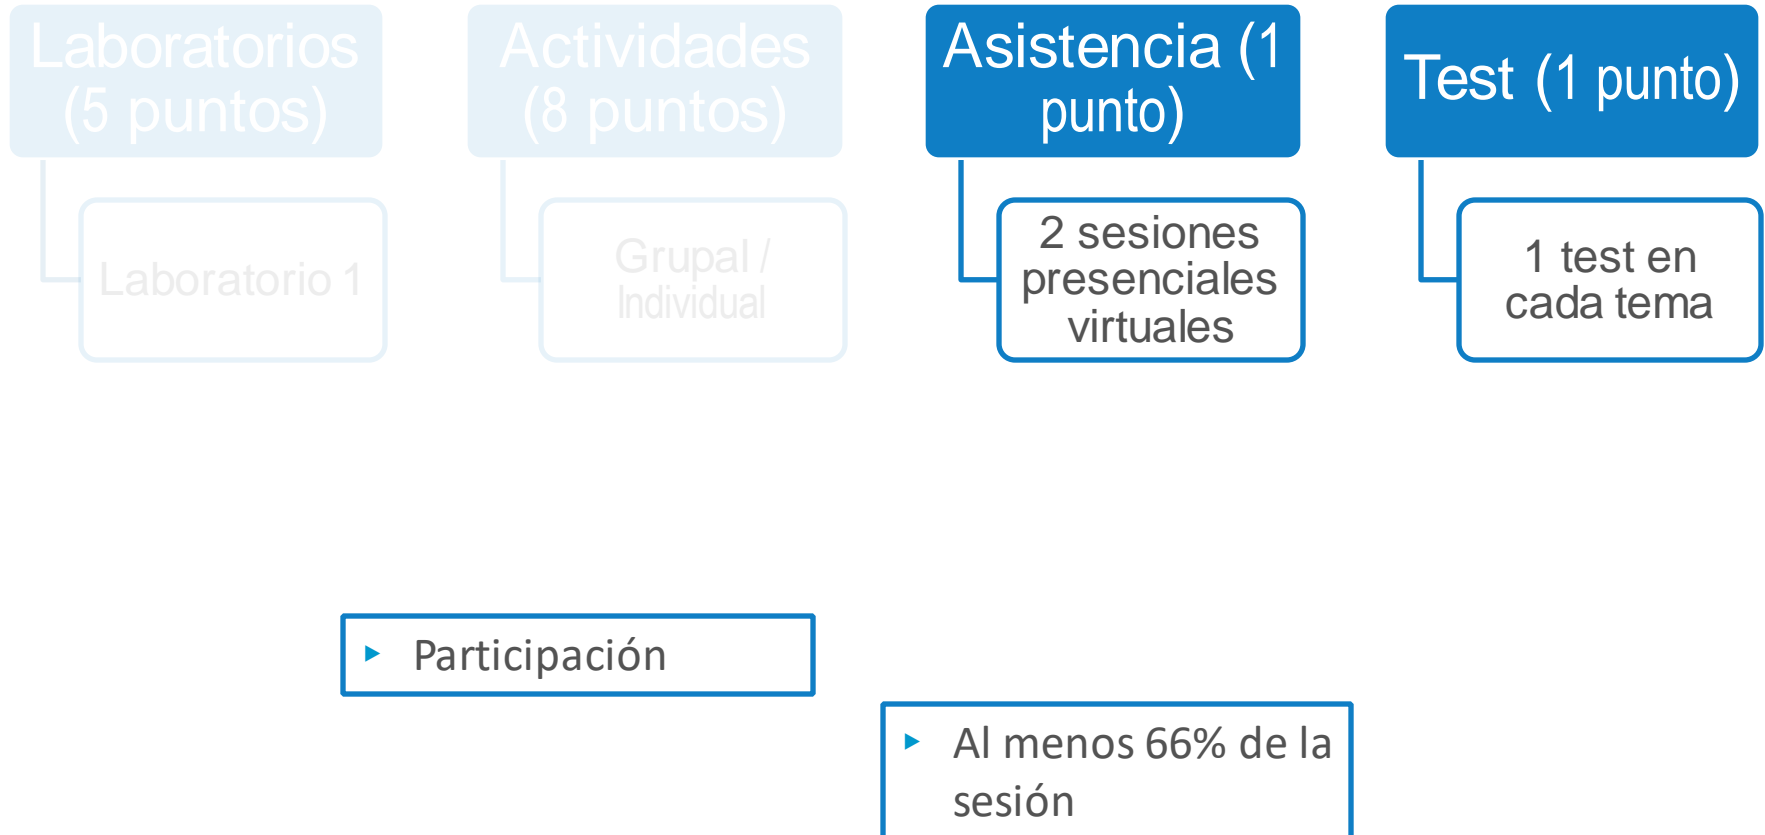 Laboratorios
(5 puntos)
Laboratorio 1
Actividades
(8 puntos)
Grupal /
Individual
Asistencia (1
punto)
2 sesiones
presenciales
virtuales
Test (1 punto)
1 test en
cada tema
Participación
Al menos 66% de la
sesión